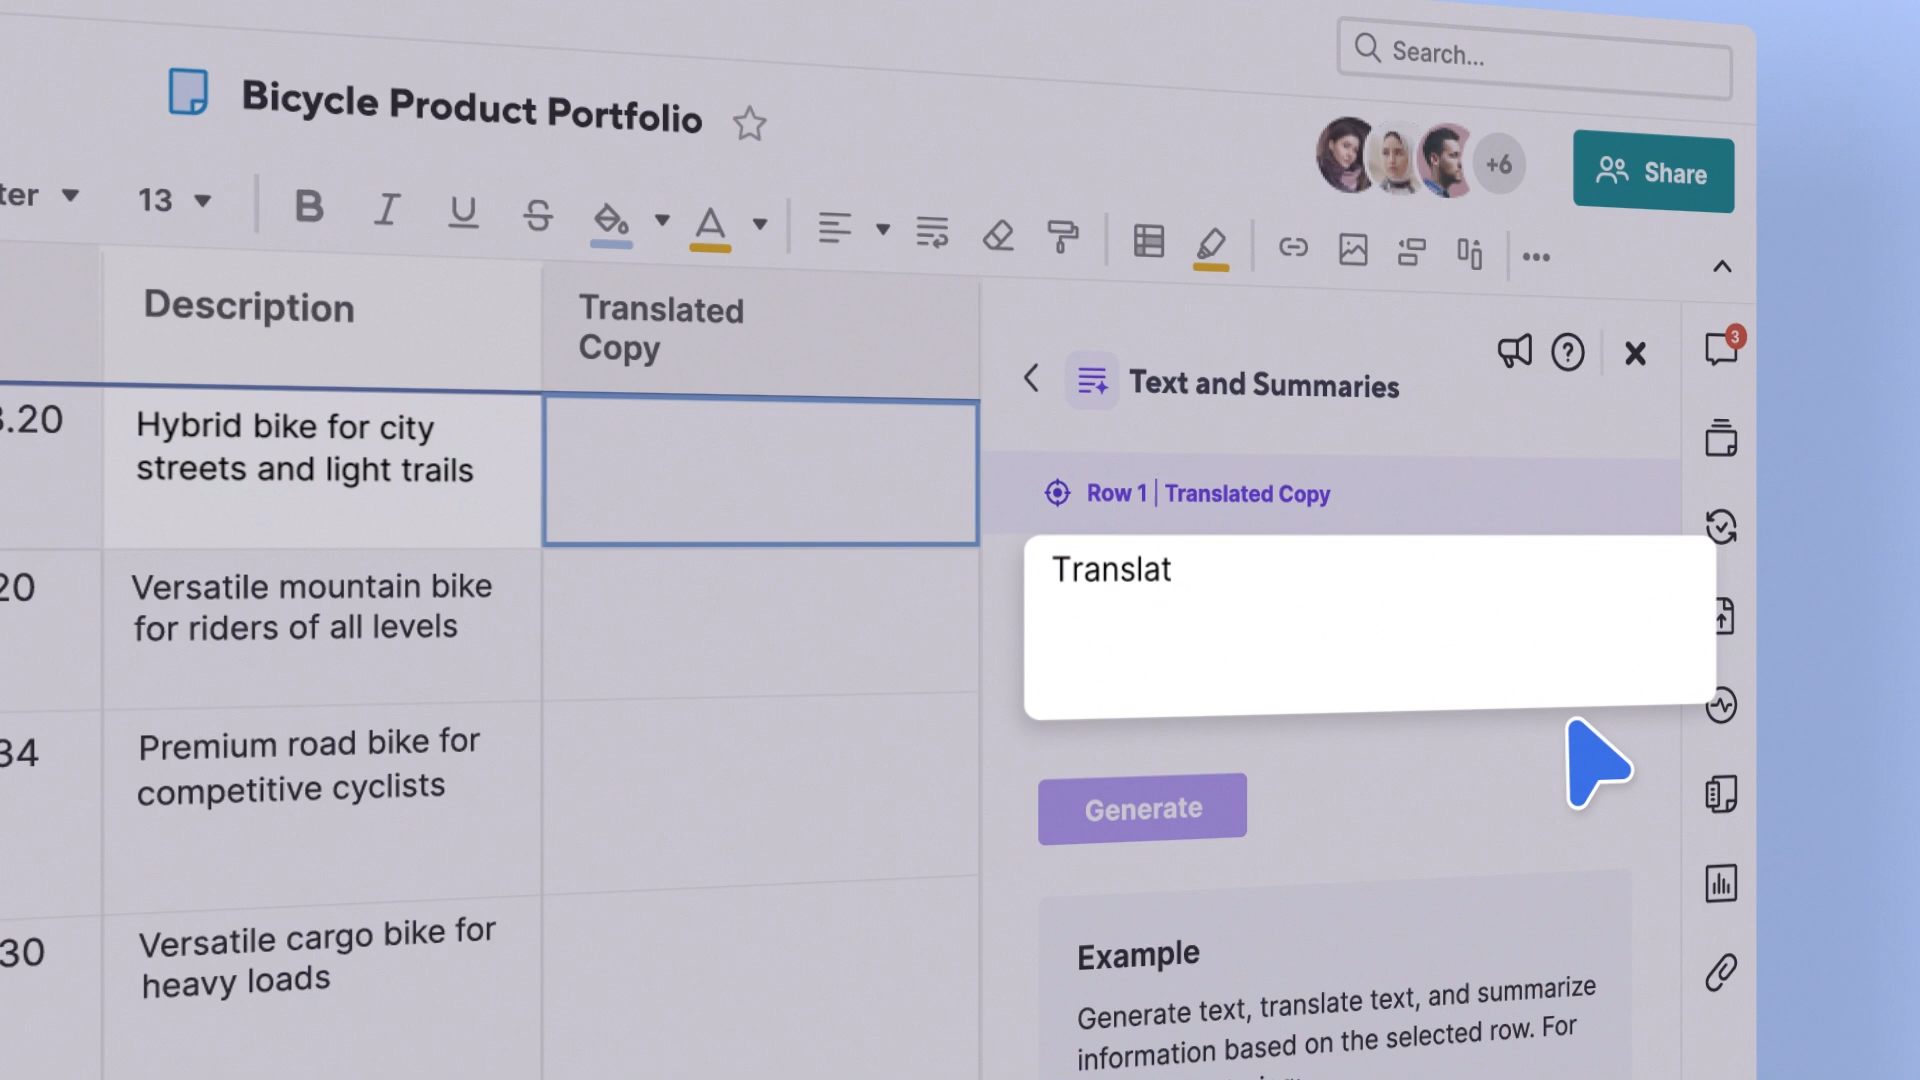 Search...
Bicycle Product Portfolio
+6
Share
ter
13
B I U S
A
3
Description
Translated
Copy
Text and Summaries
.20
Hybrid bike for city
streets and light trails
Row 1 | Translated Copy
Translat
20
Versatile mountain bike
for riders of all levels
34
Premium road bike for
competitive cyclists
Generate
30
Versatile cargo bike for
heavy loads
Example
Generate text, translate text, and summarize
information based on the selected row. For